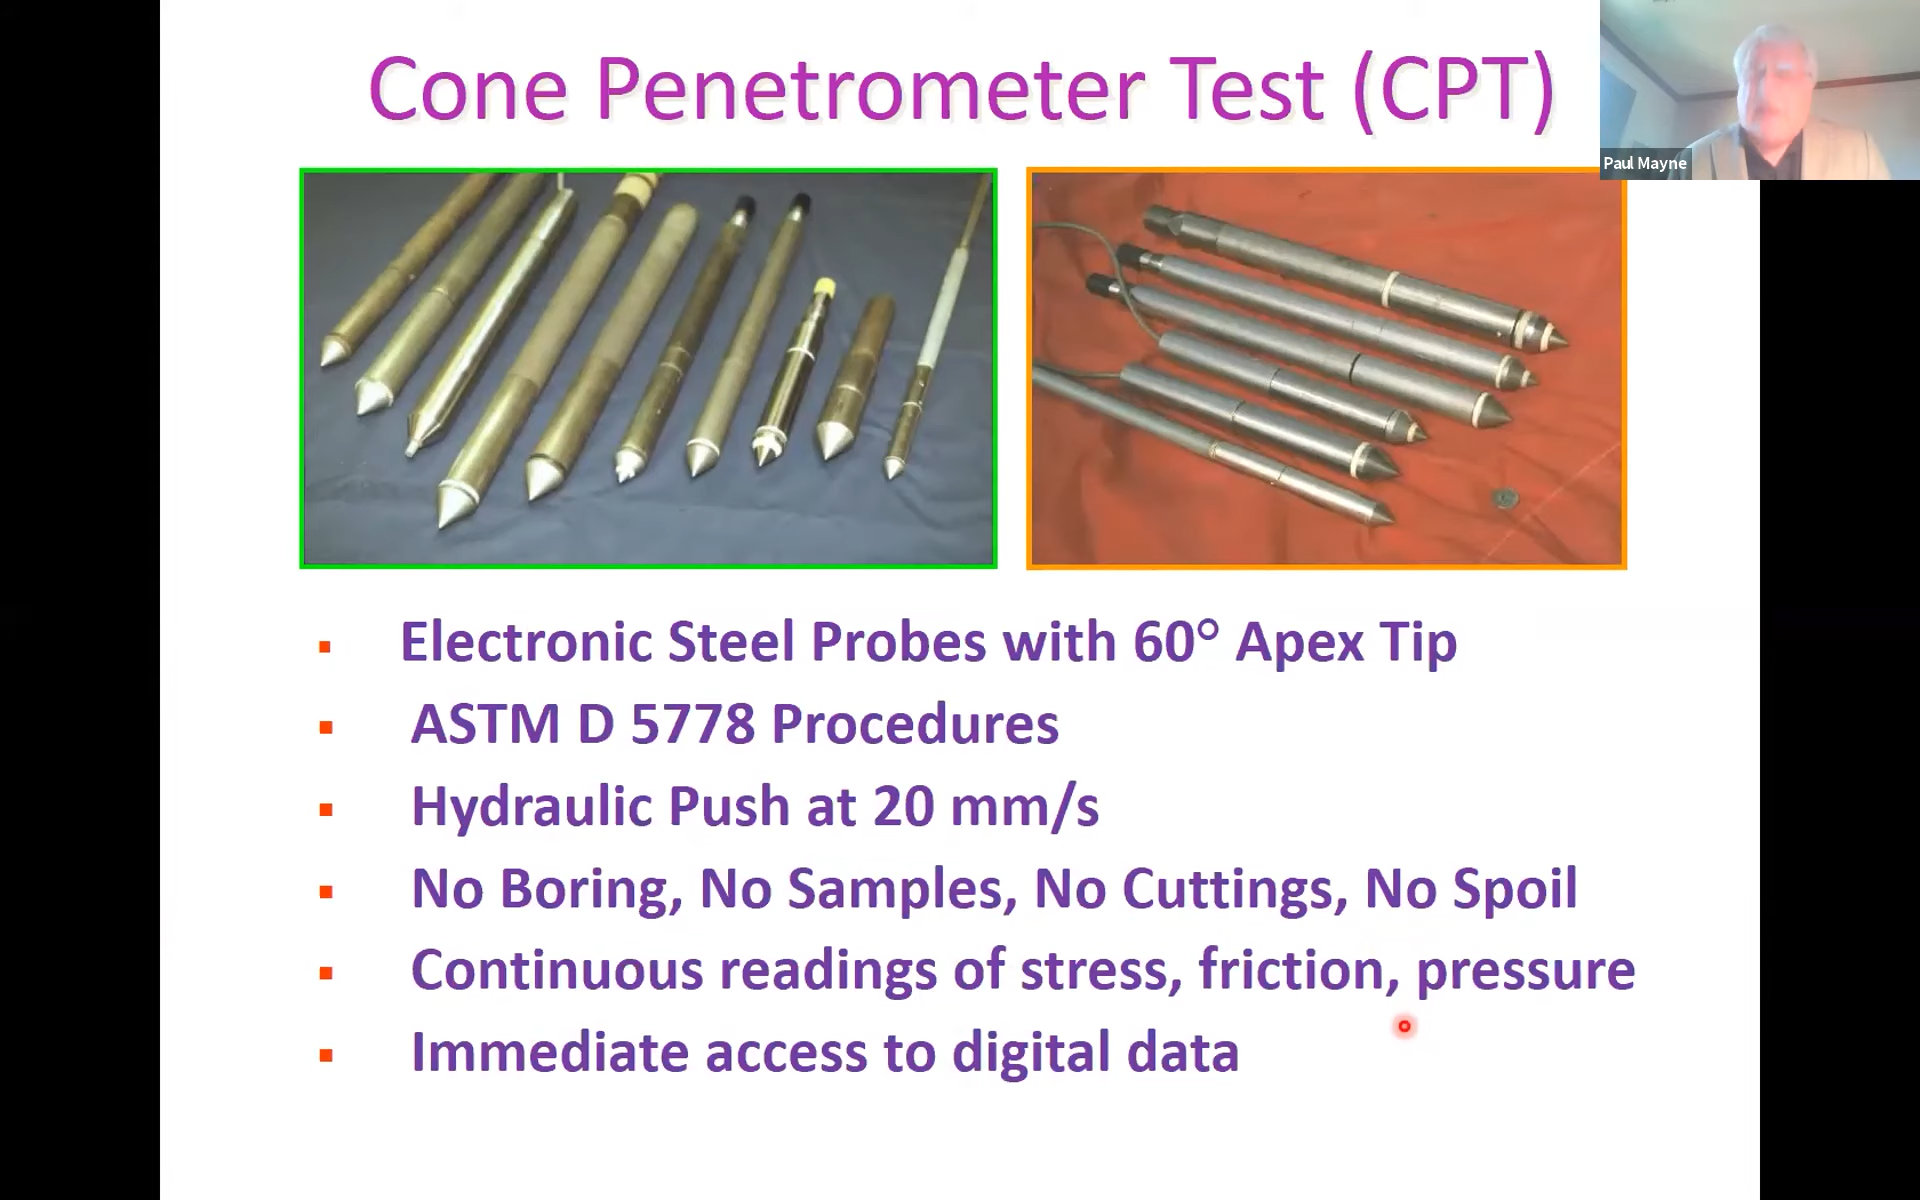 Cone Penetrometer Test (CPT)
Paul Mayne
Electronic Steel Probes with 60° Apex Tip
ASTM D 5778 Procedures
Hydraulic Push at 20 mm/s
No Boring, No Samples, No Cuttings, No Spoil
Continuous readings of stress, friction, pressure
Immediate access to digital data